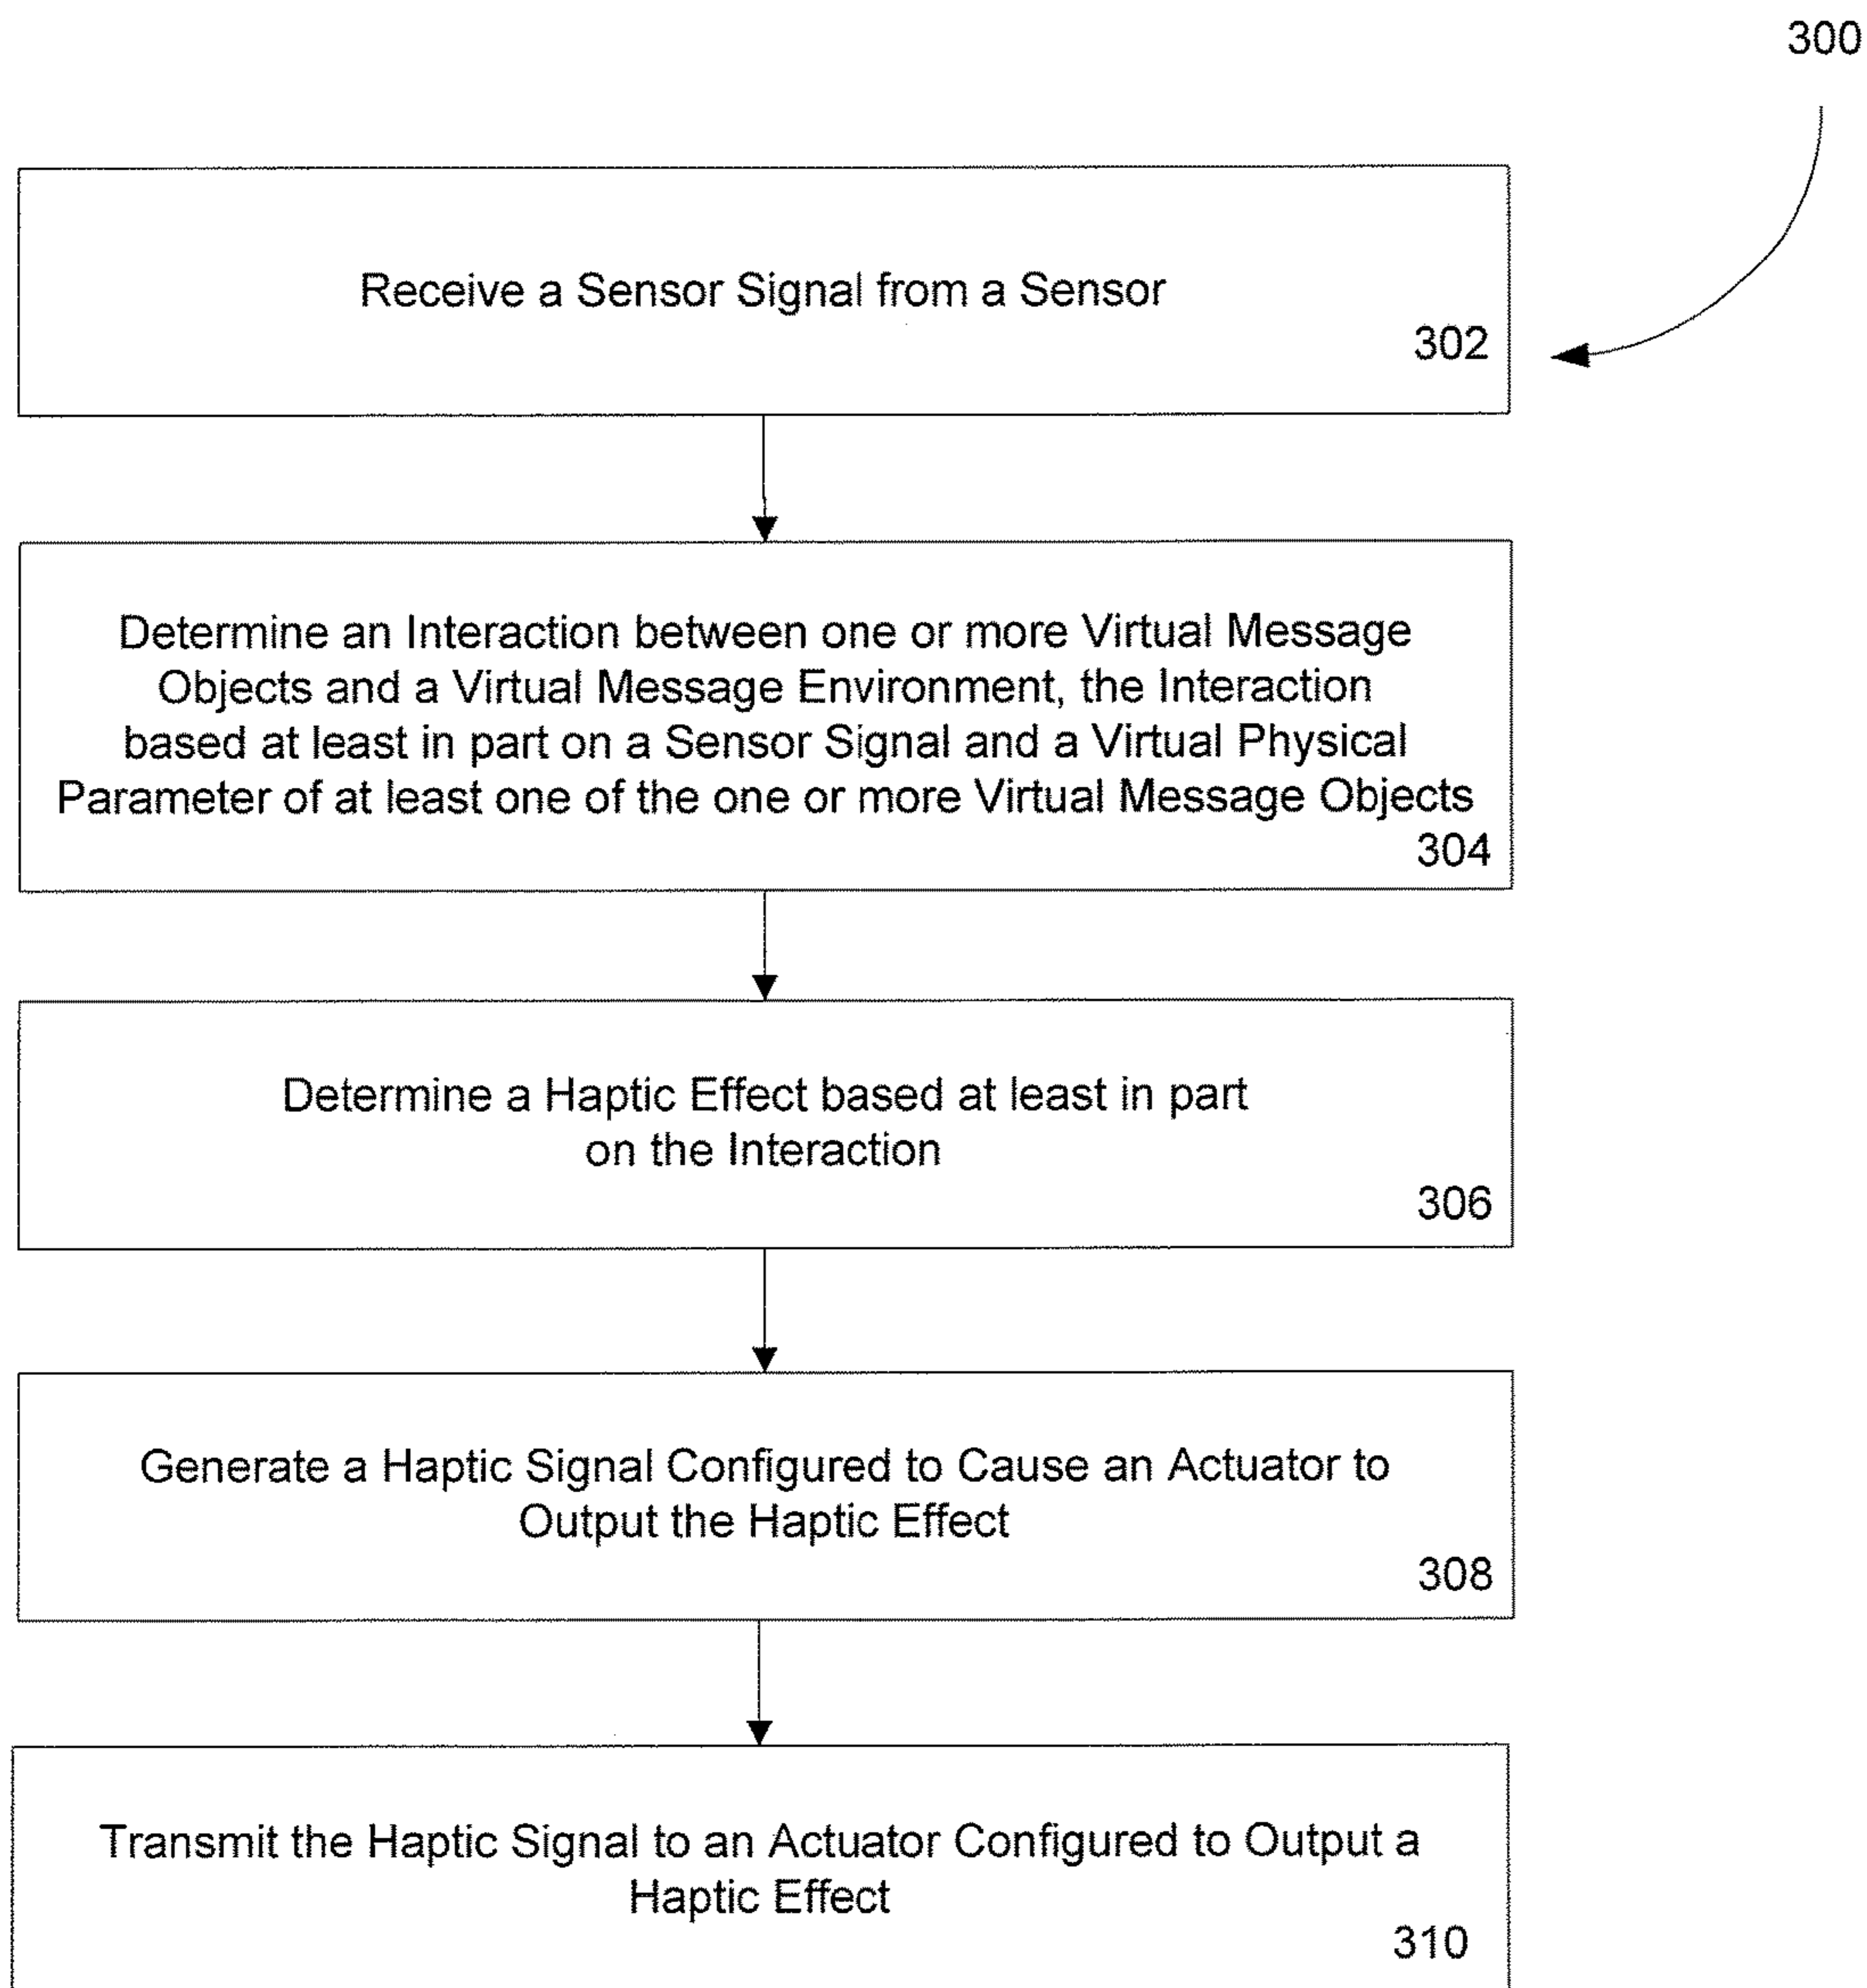 300
Receive a Sensor Signal from a Sensor
302
Determine an Interaction between one or more Virtual Message
Objects and a Virtual Message Environment, the Interaction
based at least in part on a Sensor Signal and a Virtual Physical
Parameter of at least one of the one or more Virtual Message Objects
304
Determine a Haptic Effect based at least in part
on the Interaction
306
Generate a Haptic Signal Configured to Cause an Actuator to
Output the Haptic Effect
308
Transmit the Haptic Signal to an Actuator Configured to Output a
Haptic Effect
310